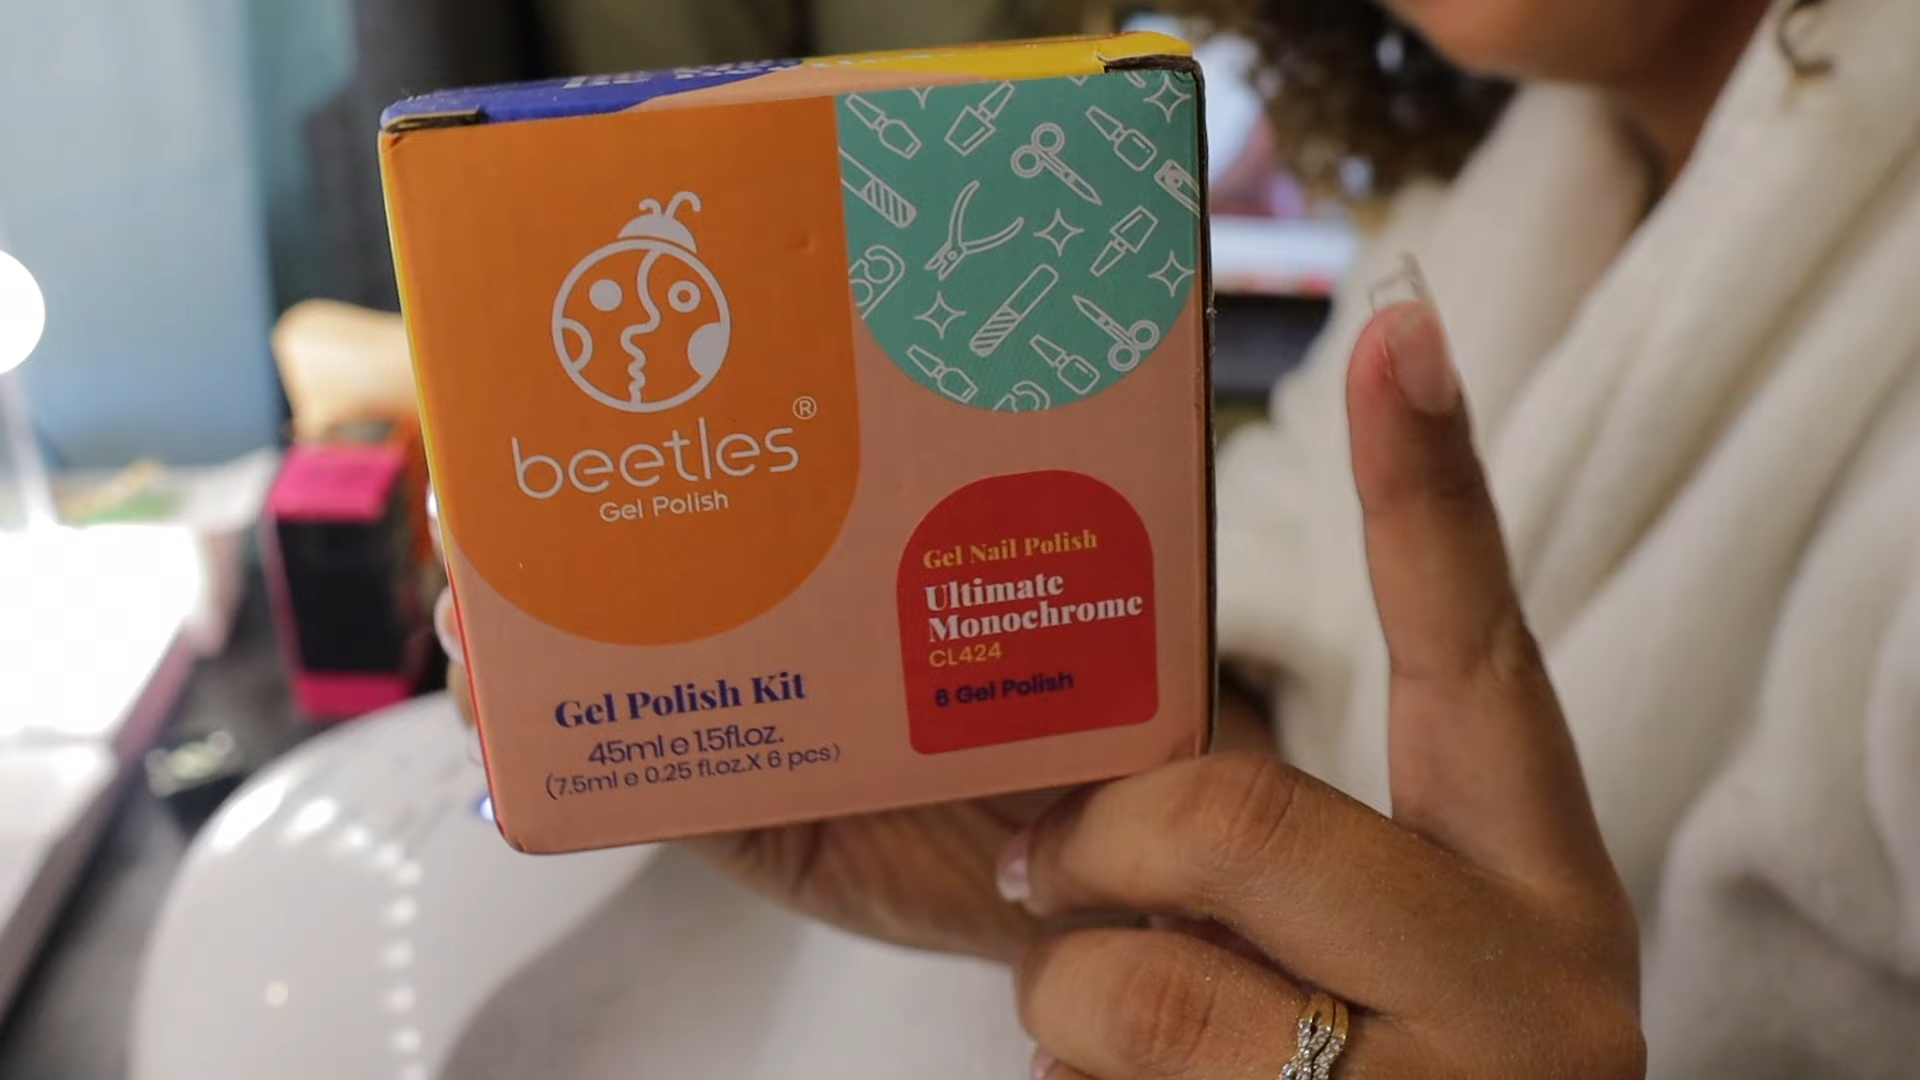 beetles®
Gel Polish
Gel Nail Polish
Ultimate
Monochrome
CL424
6 Gel Polish
Gel Polish Kit
45ml e 1.5fl.oz.
(7.5ml e 0.25 fl.oz.X 6 pcs)